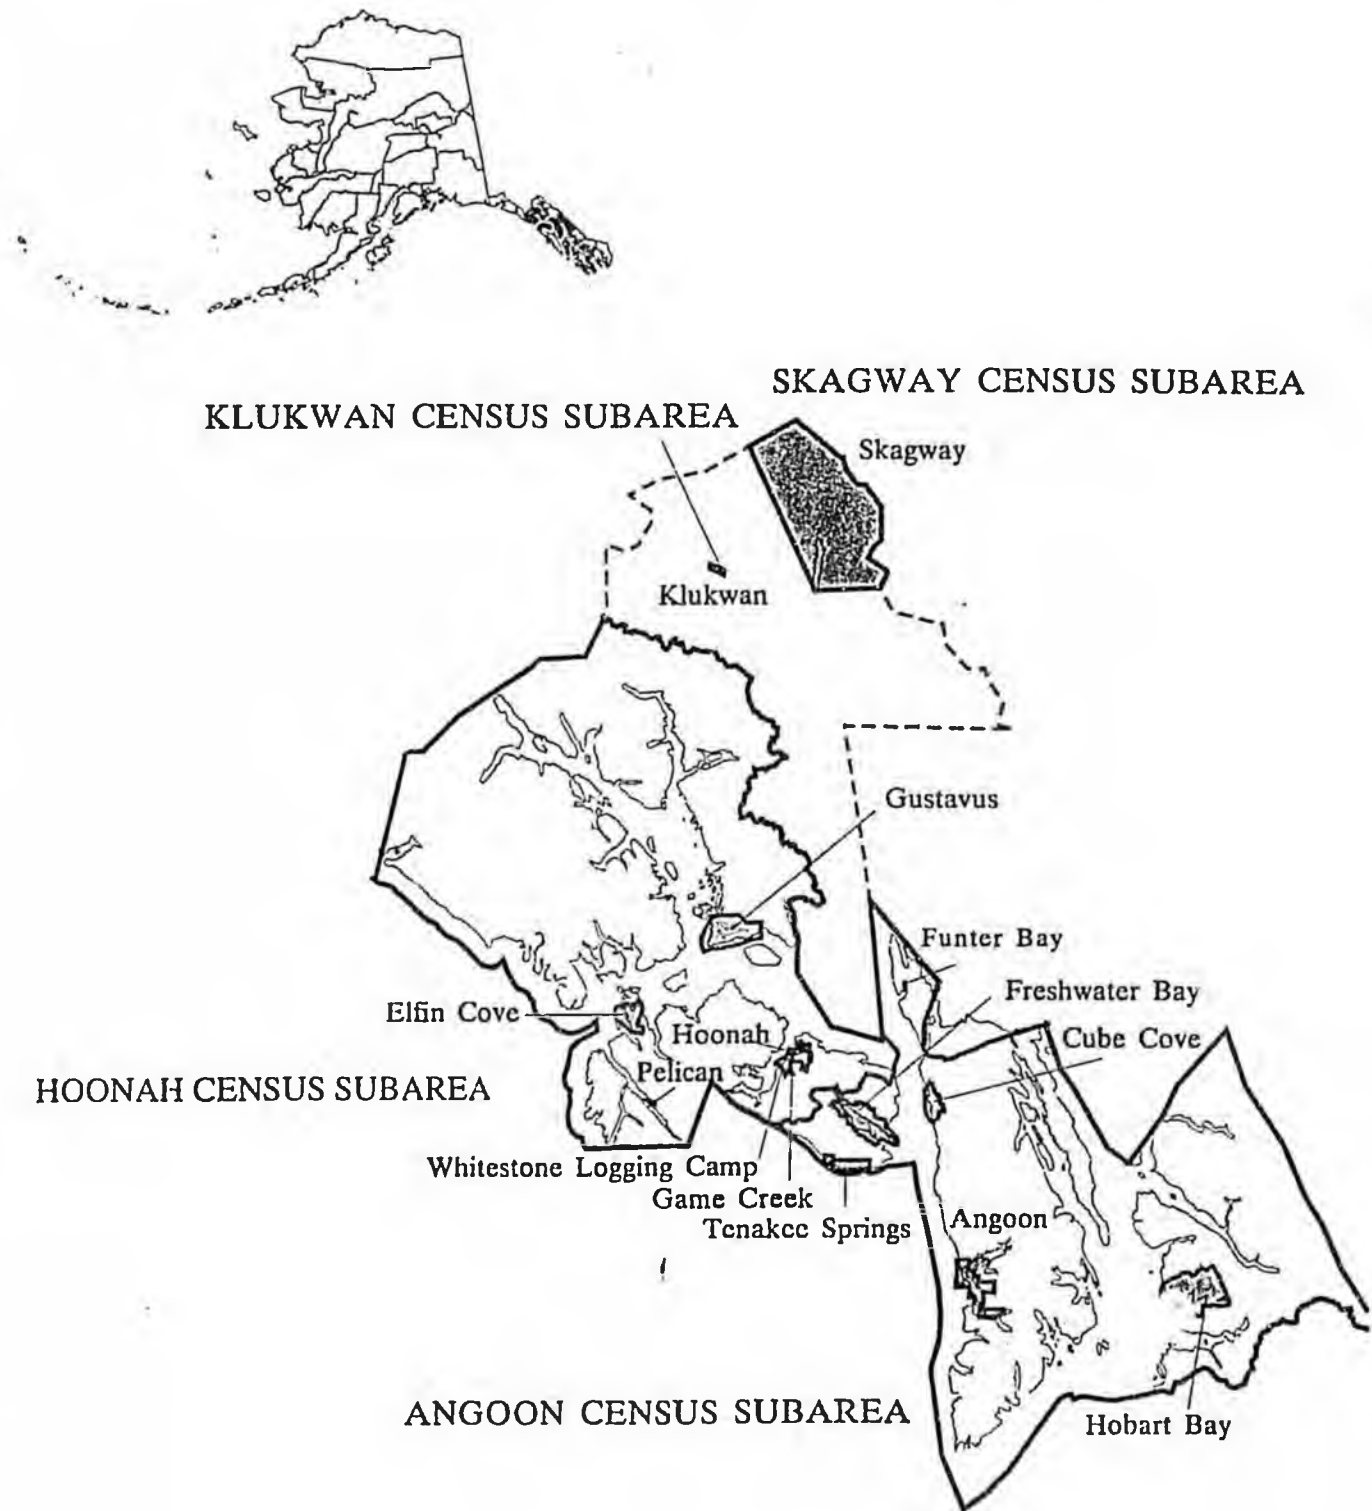 SKAGWAY CENSUS SUBAREA
KLUKWAN CENSUS SUBAREA
Skagway
Klukwan
Gustavus
Funter Bay
Freshwater Bay
Elfin Cove
Hoonah
Cube Cove
Pelican
HOONAH CENSUS SUBAREA
Whitestone Logging Camp
Game Creek
Tenakee Springs
Angoon
ANGOON CENSUS SUBAREA
Hobart Bay